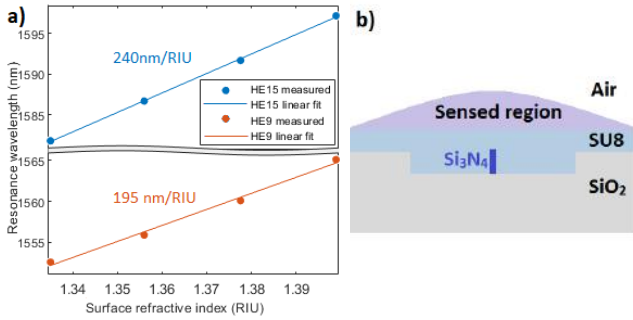 a)
Resonance wavelength (nm)
1595
1590
1585
1565
1560
1555
240nm/RIU
HE15 measured
HE15 linear fit
HE9 measured
HE9 linear fit
195 nm/RIU
1.34
1.35
1.36
1.37
1.38
1.39
Surface refractive index (RIU)
b)
Air
Sensed region
SU8
Si₃N₄
SiO₂